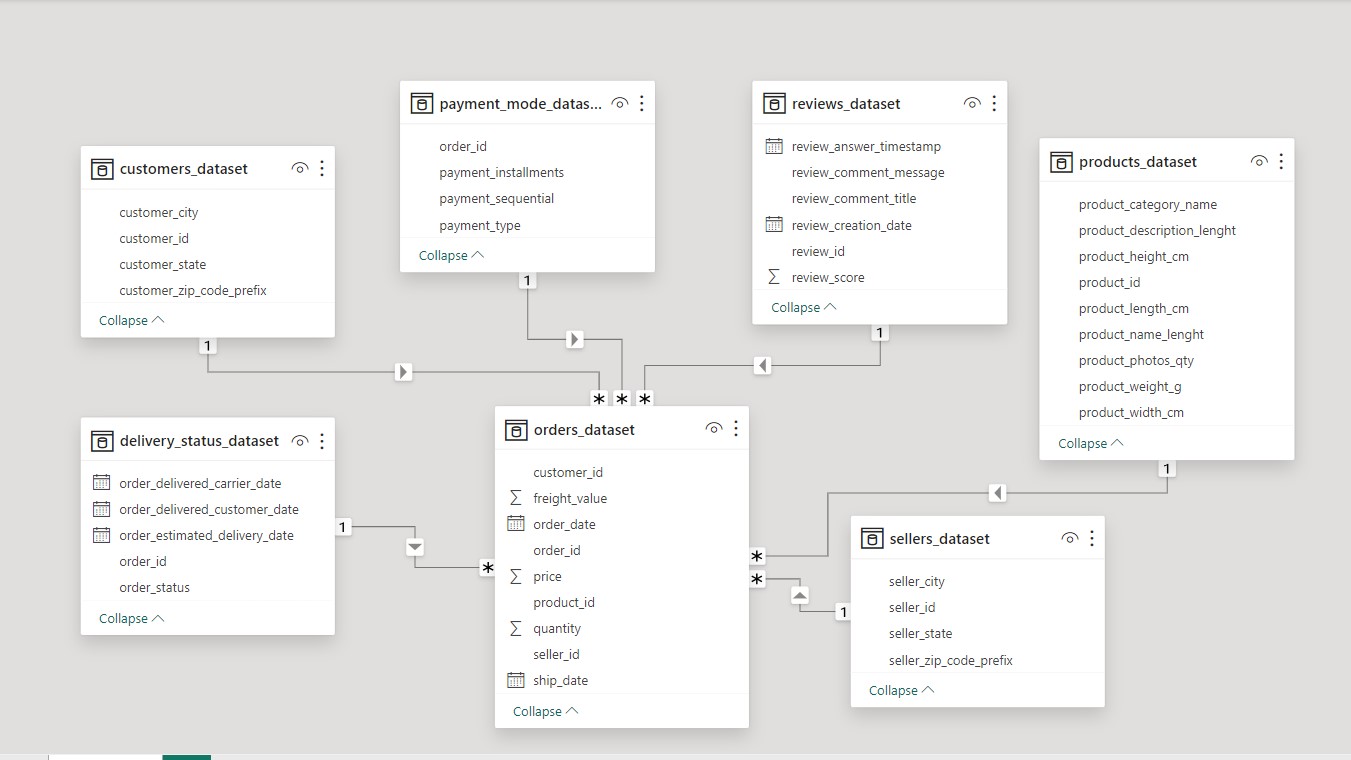 payment_mode_datas...
order_id
payment_installments
payment_sequential
payment_type
Collapse
1
reviews_dataset
review_answer_timestamp
review_comment_message
review_comment_title
review_creation_date
review_id
review_score
Collapse
1
products_dataset
product_category_name
product_description_lenght
product_height_cm
product_id
product_length_cm
product_name_lenght
product_photos_qty
product_weight_g
product_width_cm
Collapse
1
customers_dataset
customer_city
customer_id
customer_state
customer_zip_code_prefix
Collapse
1
* * *
delivery_status_dataset
order_delivered_carrier_date
order_delivered_customer_date
order_estimated_delivery_date
order_id
order_status
Collapse
1
*
orders_dataset
customer_id
freight_value
order_date
order_id
price
product_id
quantity
seller_id
ship_date
Collapse
*
*
1
sellers_dataset
seller_city
seller_id
seller_state
seller_zip_code_prefix
Collapse